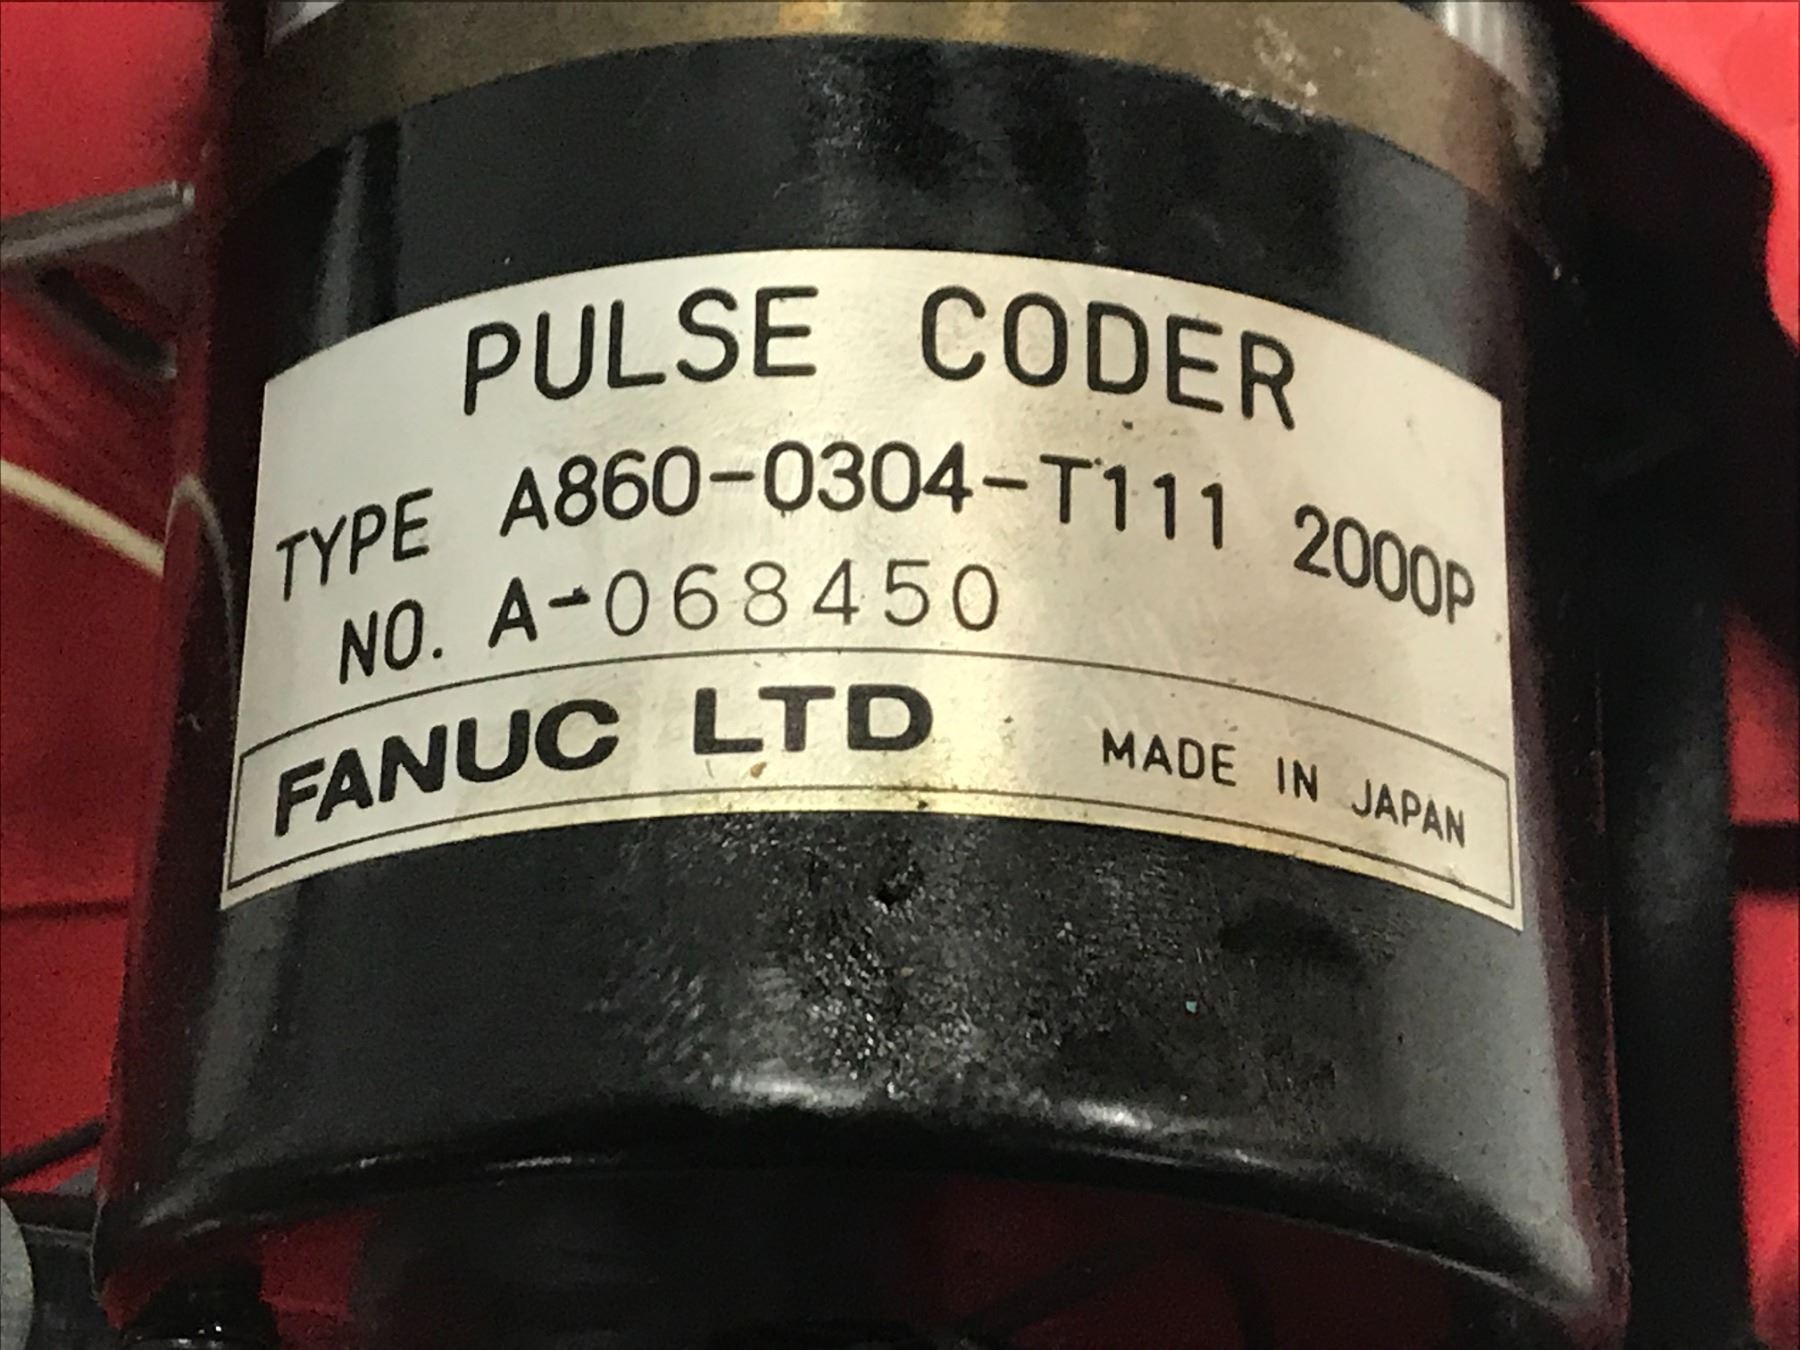 PULSE CODER
TYPE A860-0304-T111 2000P
NO. A-068450
FANUC LTD MADE IN JAPAN